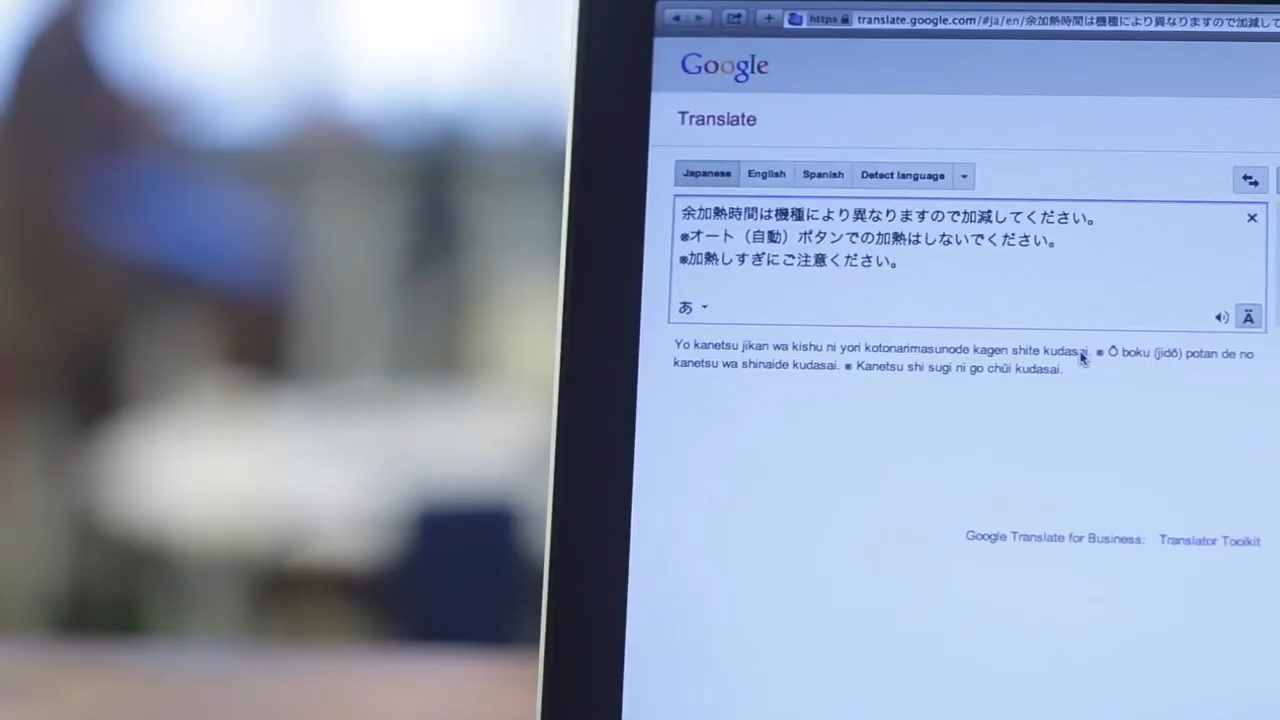 https translate.google.com/#ja/en/余加熱時間は機種により異なりますので加減して
Google
Translate
Japanese English Spanish Detect language
余加熱時間は機種により異なりますので加減してください。
※オート（自動）ボタンでの加熱はしないでください。
※加熱しすぎにご注意ください。
あ
Ä
Yo kanetsu jikan wa kishu ni yori kotonarimasunode kagen shite kudasai. ※ Ō boku (jidō) potan de no
kanetsu wa shinaide kudasai. ※ Kanetsu shi sugi ni go chūi kudasai.
Google Translate for Business: Translator Toolkit